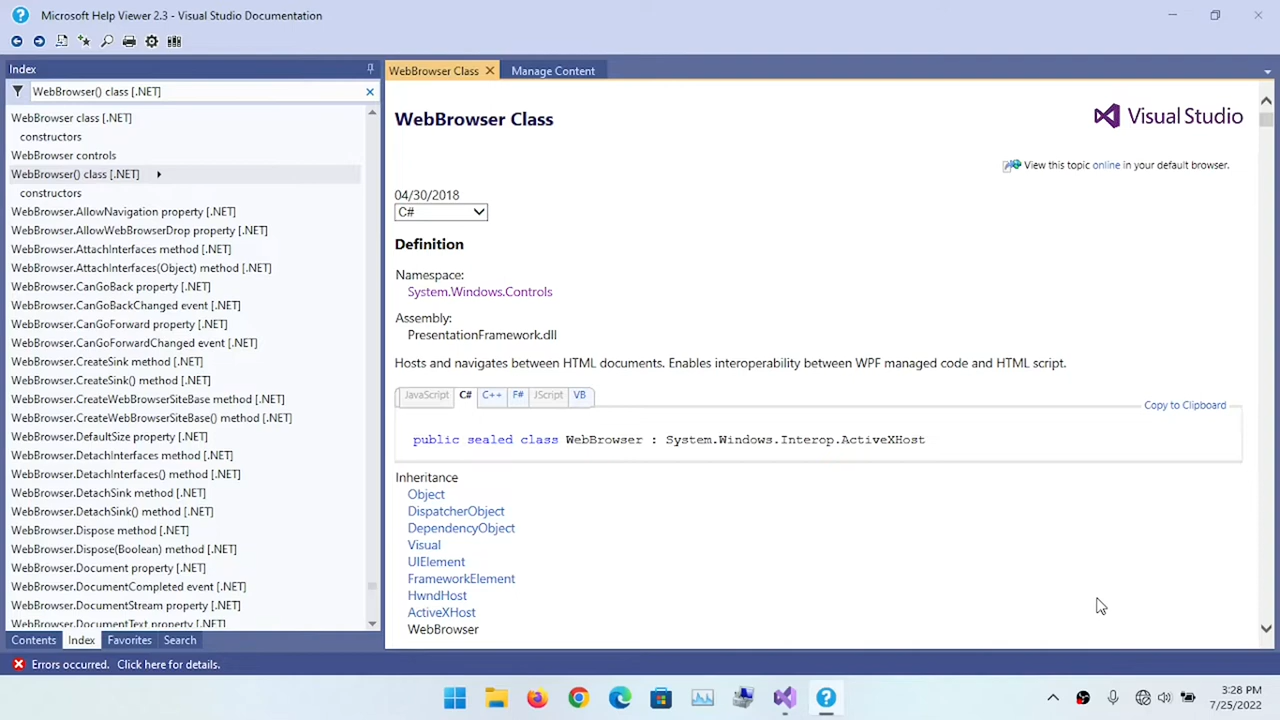 Microsoft Help Viewer 2.3 - Visual Studio Documentation
Index
WebBrowser() class [.NET]
WebBrowser class [.NET]
constructors
WebBrowser controls
WebBrowser() class [.NET]
constructors
WebBrowser.AllowNavigation property [.NET]
WebBrowser.AllowWebBrowserDrop property [.NET]
WebBrowser.AttachInterfaces method [.NET]
WebBrowser.AttachInterfaces(Object) method [.NET]
WebBrowser.CanGoBack property [.NET]
WebBrowser.CanGoBackChanged event [.NET]
WebBrowser.CanGoForward property [.NET]
WebBrowser.CanGoForwardChanged event [.NET]
WebBrowser.CreateSink method [.NET]
WebBrowser.CreateSink() method [.NET]
WebBrowser.CreateWebBrowserSiteBase method [.NET]
WebBrowser.CreateWebBrowserSiteBase() method [.NET]
WebBrowser.DefaultSize property [.NET]
WebBrowser.DetachInterfaces method [.NET]
WebBrowser.DetachInterfaces() method [.NET]
WebBrowser.DetachSink method [.NET]
WebBrowser.DetachSink() method [.NET]
WebBrowser.Dispose method [.NET]
WebBrowser.Dispose(Boolean) method [.NET]
WebBrowser.Document property [.NET]
WebBrowser.DocumentCompleted event [.NET]
WebBrowser.DocumentStream property [.NET]
WebBrowser.DocumentText property [.NET]
Contents Index Favorites Search
WebBrowser Class Manage Content
WebBrowser Class
Visual Studio
View this topic online in your default browser.
04/30/2018
C#
Definition
Namespace:
System.Windows.Controls
Assembly:
PresentationFramework.dll
Hosts and navigates between HTML documents. Enables interoperability between WPF managed code and HTML script.
JavaScript C# C++ F# JScript VB
Copy to Clipboard
public sealed class WebBrowser : System.Windows.Interop.ActiveXHost
Inheritance
Object
DispatcherObject
DependencyObject
Visual
UIElement
FrameworkElement
HwndHost
ActiveXHost
WebBrowser
Errors occurred. Click here for details.
3:28 PM
7/25/2022